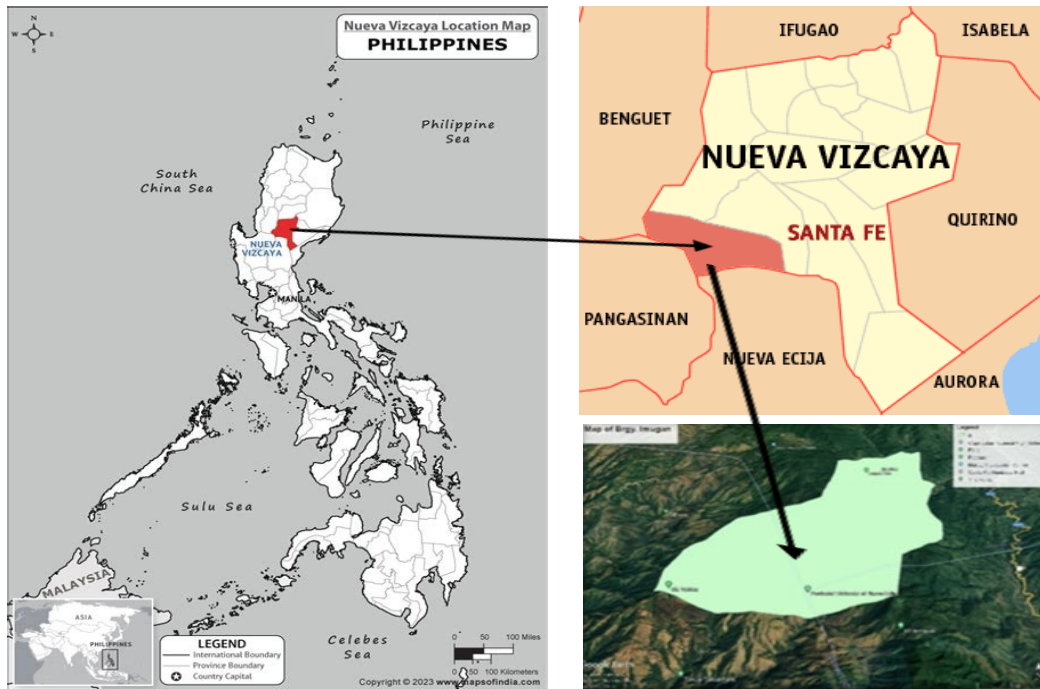 Nueva Vizcaya Location Map
PHILIPPINES
N
W
E
S
Philippine
Sea
South
China Sea
NUEVA
VIZCAYA
MANILA
Sulu Sea
MALAYSIA
ASIA
PHILIPPINES
LEGEND
International Boundary
Province Boundary
Country Capital
Celebes
Sea
0 50 100 Miles
0 50 100 Kilometers
Copyright © 2023 www.mapsofindia.com
IFUGAO
ISABELA
BENGUET
NUEVA VIZCAYA
QUIRINO
SANTA FE
PANGASINAN
NUEVA ECIJA
AURORA
Map of Brgy. Imugan
Legend
Google Earth